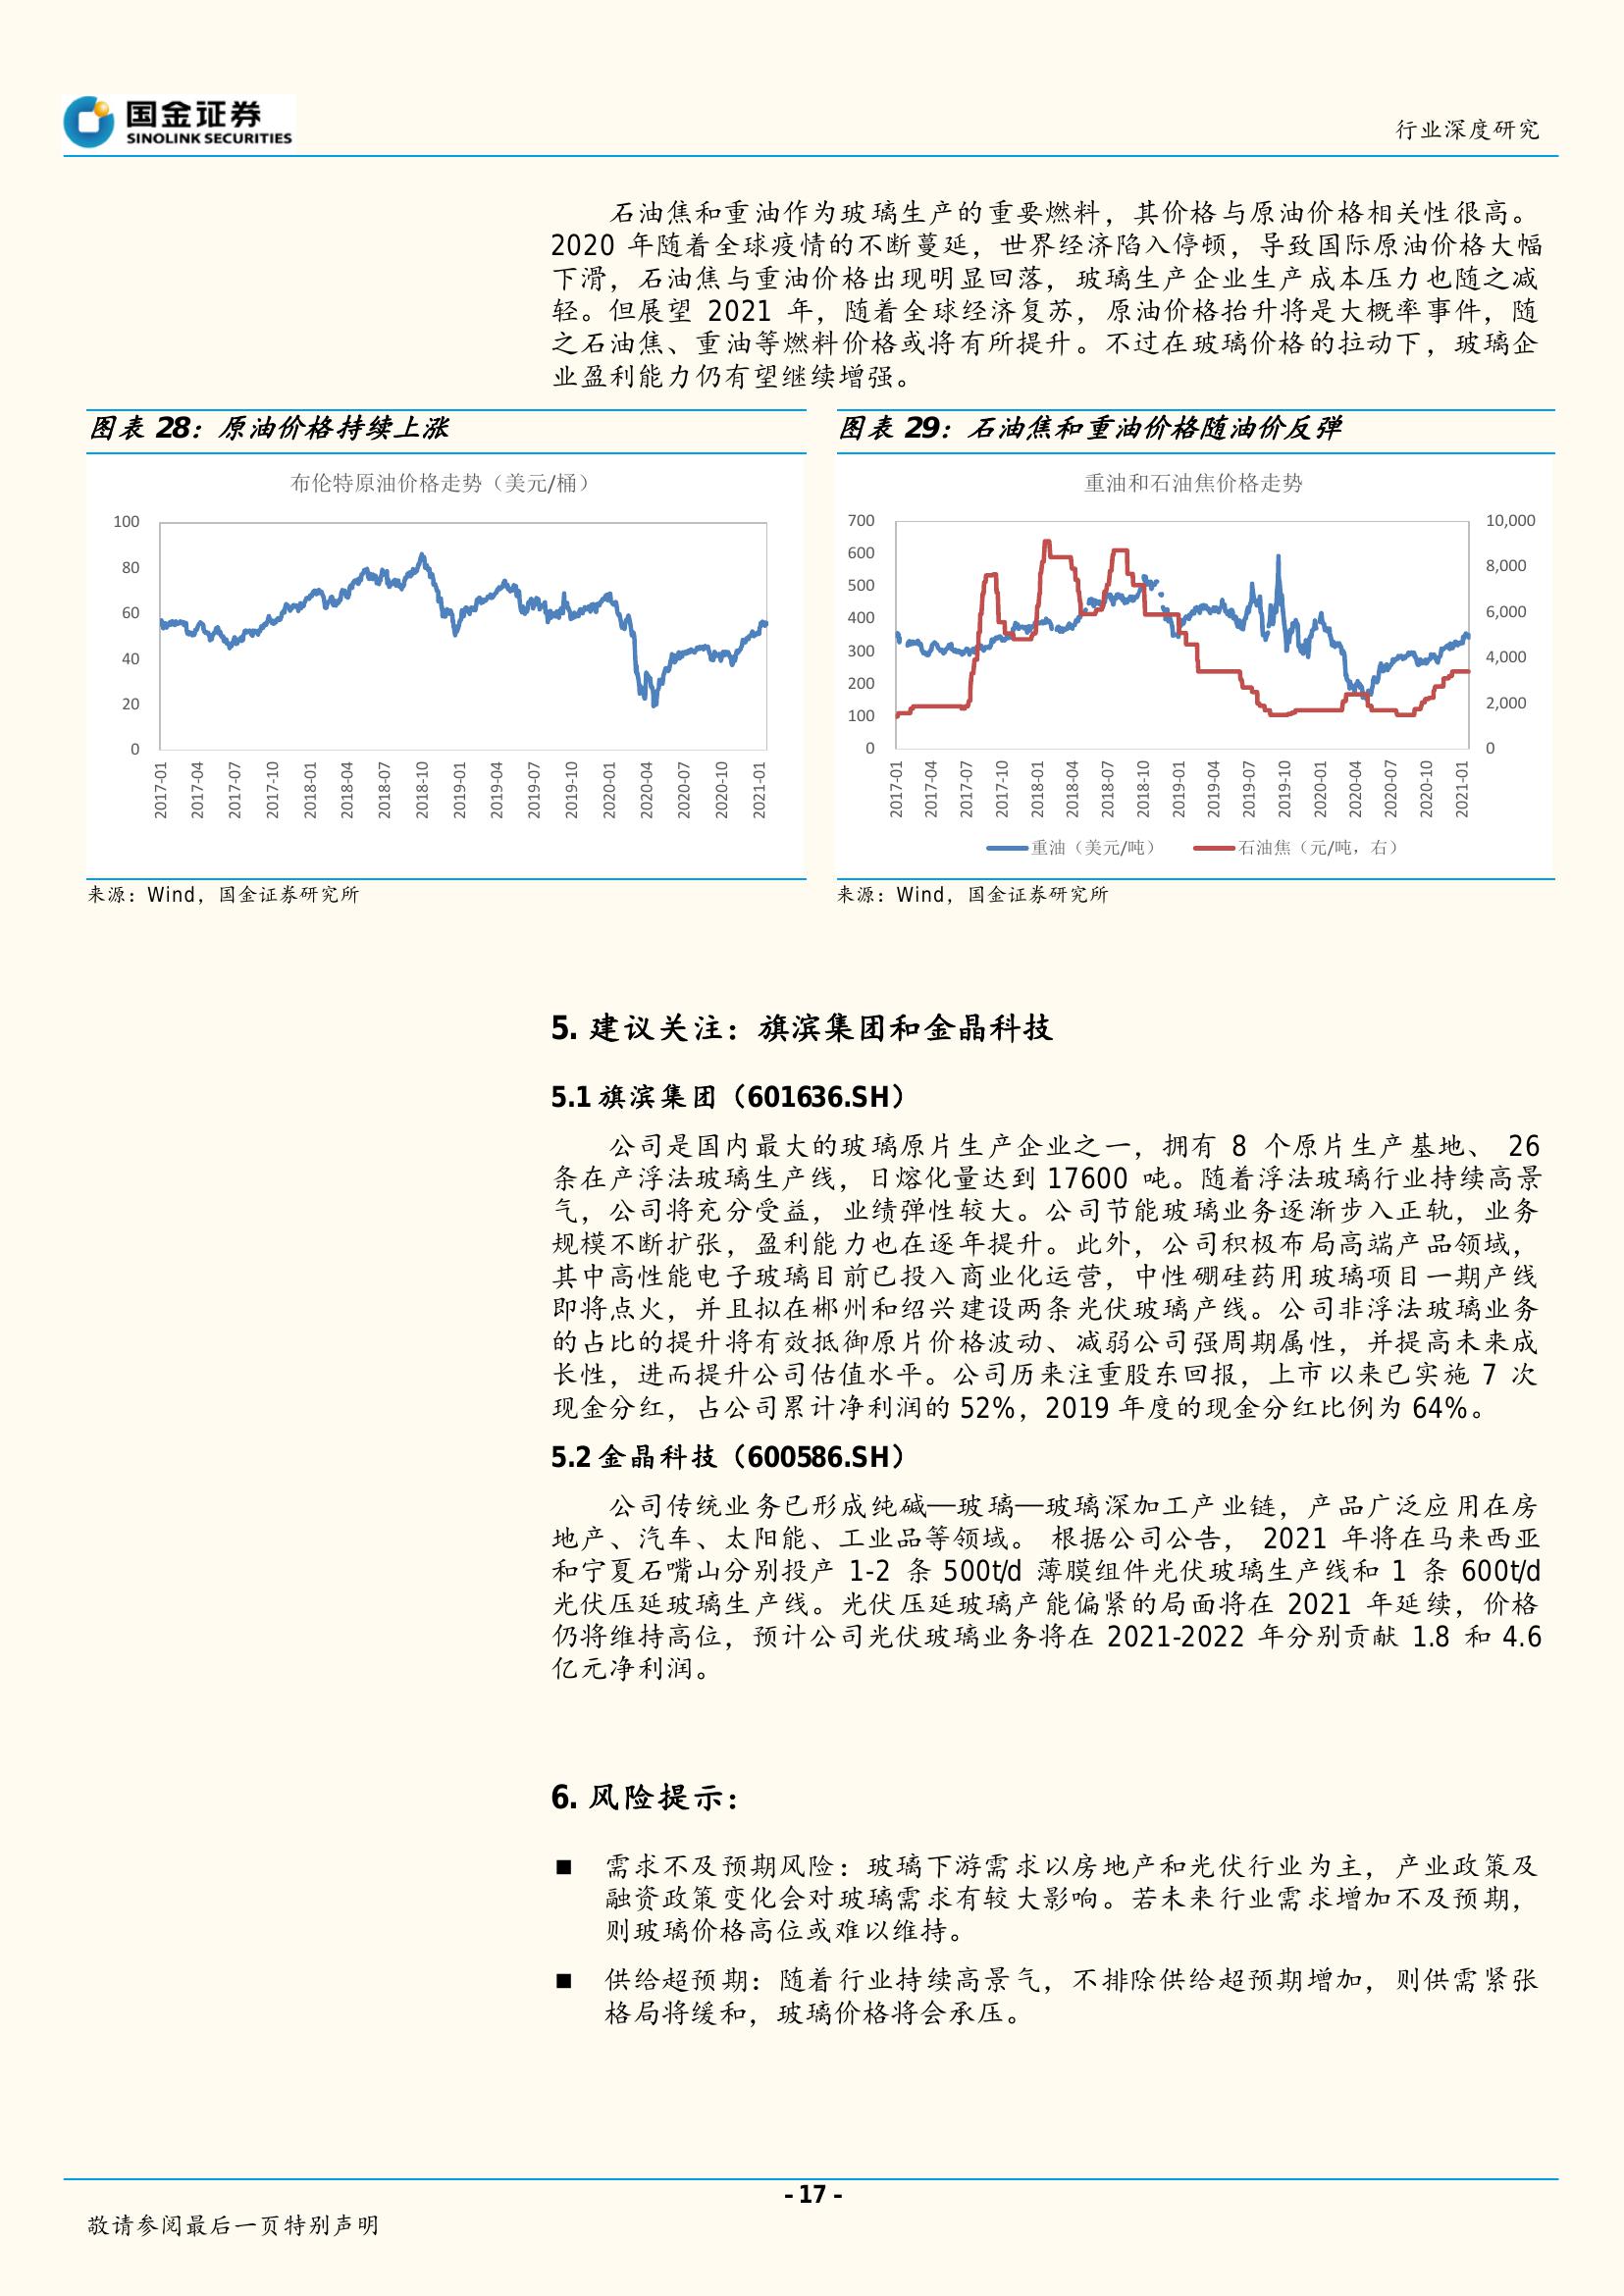 国金证券
SINOLINK SECURITIES
行业深度研究
石油焦和重油作为玻璃生产的重要燃料，其价格与原油价格相关性很高。
2020 年随着全球疫情的不断蔓延，世界经济陷入停顿，导致国际原油价格大幅
下滑，石油焦与重油价格出现明显回落，玻璃生产企业生产成本压力也随之减
轻。但展望 2021 年，随着全球经济复苏，原油价格抬升将是大概率事件，随
之石油焦、重油等燃料价格或将有所提升。不过在玻璃价格的拉动下，玻璃企
业盈利能力仍有望继续增强。
图表 28：原油价格持续上涨
布伦特原油价格走势（美元/桶）
100
80
60
40
20
0
2017-01 2017-04 2017-07 2017-10 2018-01 2018-04 2018-07 2018-10 2019-01 2019-04 2019-07 2019-10 2020-01 2020-04 2020-07 2020-10 2021-01
来源：Wind，国金证券研究所
图表 29：石油焦和重油价格随油价反弹
重油和石油焦价格走势
700
600
500
400
300
200
100
0
10,000
8,000
6,000
4,000
2,000
0
2017-01 2017-04 2017-07 2017-10 2018-01 2018-04 2018-07 2018-10 2019-01 2019-04 2019-07 2019-10 2020-01 2020-04 2020-07 2020-10 2021-01
重油（美元/吨） 石油焦（元/吨，右）
来源：Wind，国金证券研究所
5. 建议关注：旗滨集团和金晶科技
5.1 旗滨集团（601636.SH）
公司是国内最大的玻璃原片生产企业之一，拥有 8 个原片生产基地、 26
条在产浮法玻璃生产线，日熔化量达到 17600 吨。随着浮法玻璃行业持续高景
气，公司将充分受益，业绩弹性较大。公司节能玻璃业务逐渐步入正轨，业务
规模不断扩张，盈利能力也在逐年提升。此外，公司积极布局高端产品领域，
其中高性能电子玻璃目前已投入商业化运营，中性硼硅药用玻璃项目一期产线
即将点火，并且拟在郴州和绍兴建设两条光伏玻璃产线。公司非浮法玻璃业务
的占比的提升将有效抵御原片价格波动、减弱公司强周期属性，并提高未来成
长性，进而提升公司估值水平。公司历来注重股东回报，上市以来已实施 7 次
现金分红，占公司累计净利润的 52%，2019 年度的现金分红比例为 64%。
5.2 金晶科技（600586.SH）
公司传统业务已形成纯碱—玻璃—玻璃深加工产业链，产品广泛应用在房
地产、汽车、太阳能、工业品等领域。 根据公司公告， 2021 年将在马来西亚
和宁夏石嘴山分别投产 1-2 条 500t/d 薄膜组件光伏玻璃生产线和 1 条 600t/d
光伏压延玻璃生产线。光伏压延玻璃产能偏紧的局面将在 2021 年延续，价格
仍将维持高位，预计公司光伏玻璃业务将在 2021-2022 年分别贡献 1.8 和 4.6
亿元净利润。
6. 风险提示：
■ 需求不及预期风险：玻璃下游需求以房地产和光伏行业为主，产业政策及
融资政策变化会对玻璃需求有较大影响。若未来行业需求增加不及预期，
则玻璃价格高位或难以维持。
■ 供给超预期：随着行业持续高景气，不排除供给超预期增加，则供需紧张
格局将缓和，玻璃价格将会承压。
- 17 -
敬请参阅最后一页特别声明